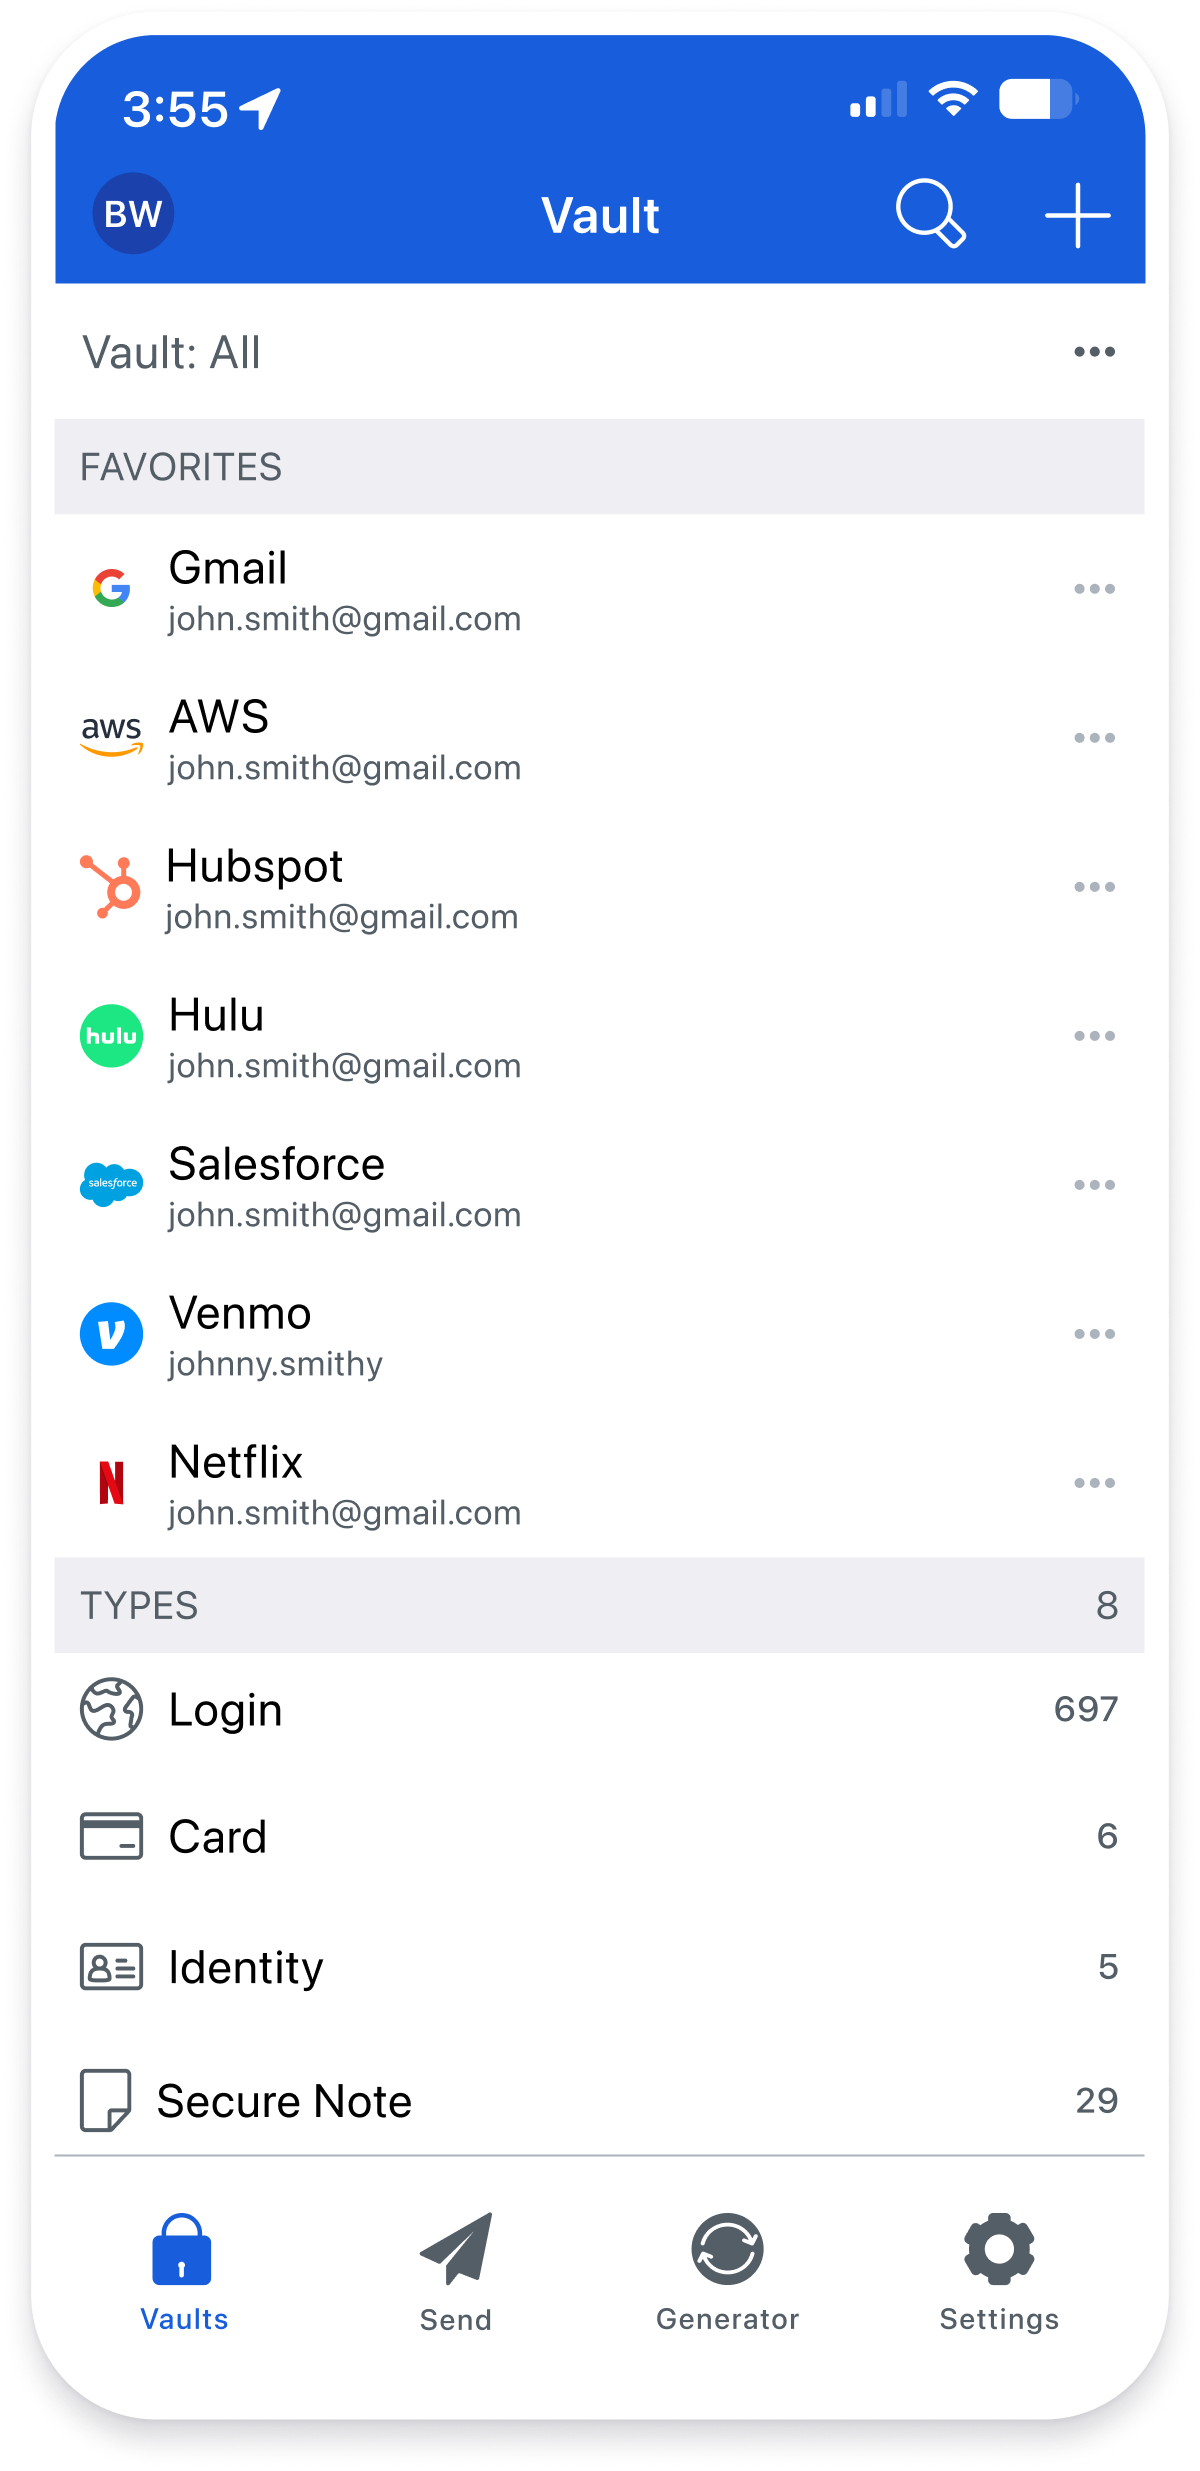 3:55
BW
Vault
Vault: All
FAVORITES
Gmail
john.smith@gmail.com
aws
AWS
john.smith@gmail.com
Hubspot
john.smith@gmail.com
hulu
Hulu
john.smith@gmail.com
salesforce
Salesforce
john.smith@gmail.com
Venmo
johnny.smithy
Netflix
john.smith@gmail.com
TYPES 8
Login 697
Card 6
Identity 5
Secure Note 29
Vaults Send Generator Settings